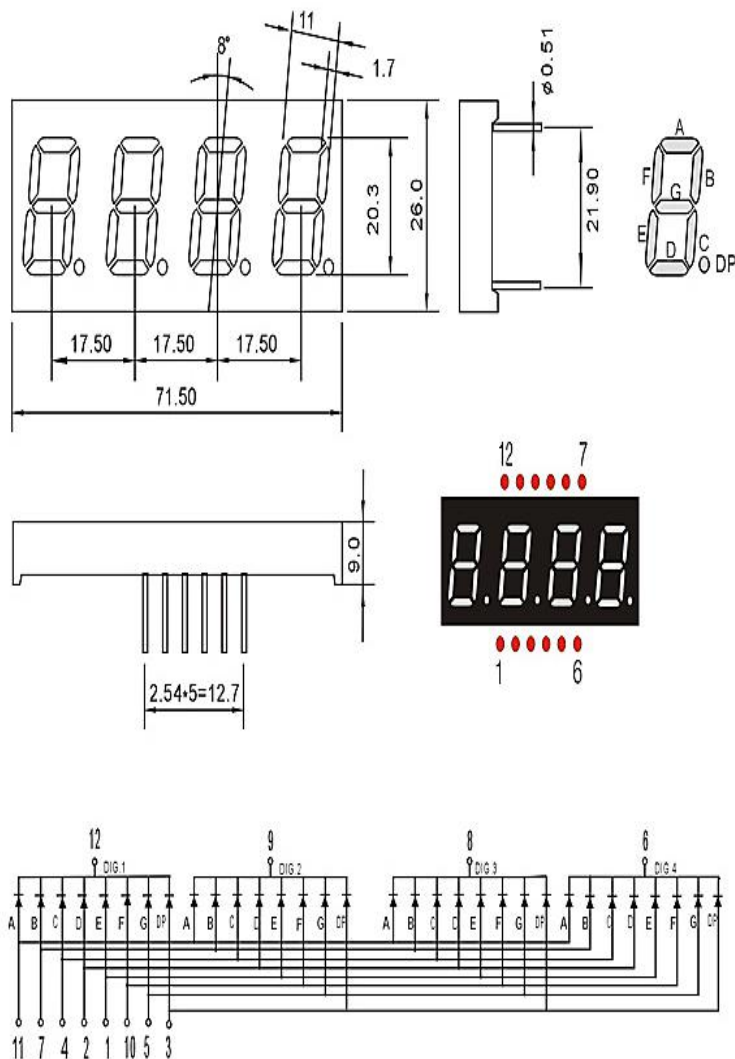 11
8°
1.7
20.3
26.0
17.50 17.50 17.50
71.50
ø0.51
21.90
A
F B
G
E C
D
DP
9.0
2.54*5=12.7
12 7
1 6
12 9 8 6
DIG.1 DIG.2 DIG.3 DIG 4
A B C D E F G DP A B C D E F G DP A B C D E F G DP A B C D E F G DP
11 7 4 2 1 10 5 3